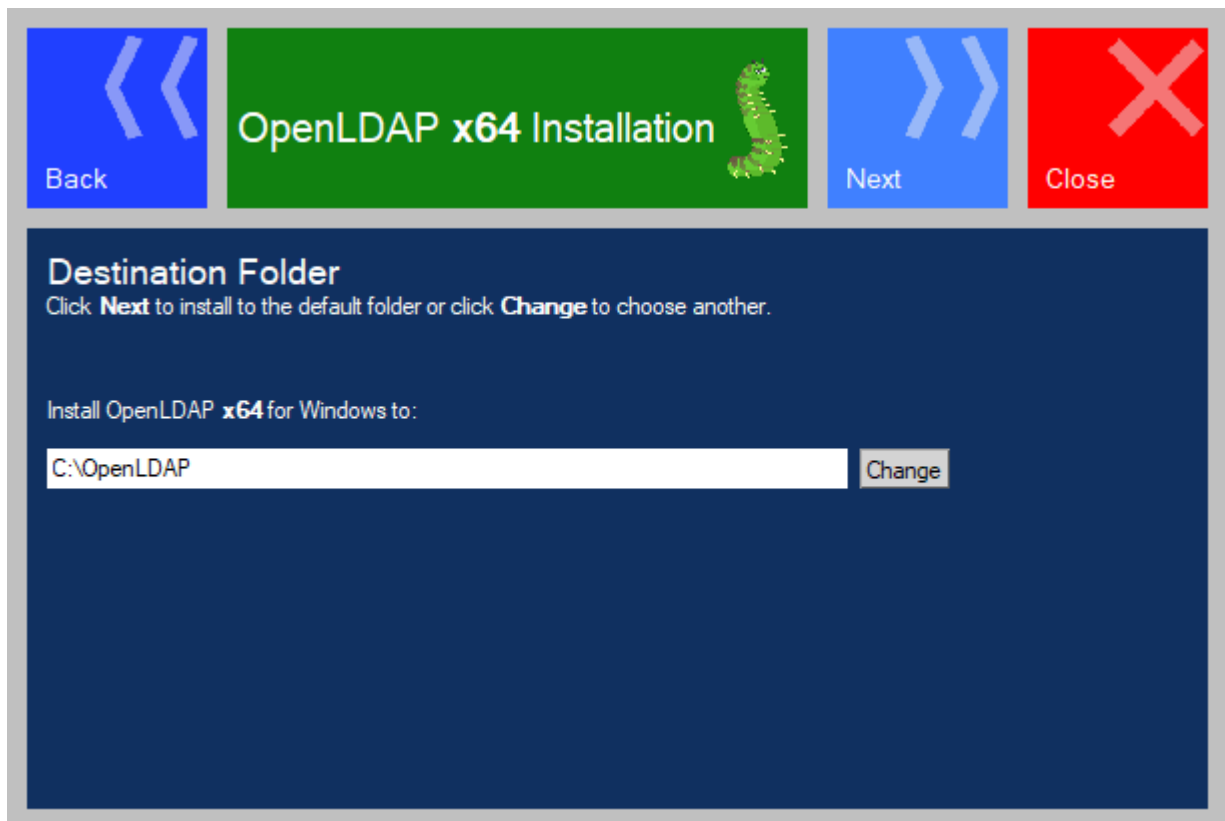 Back
OpenLDAP x64 Installation
Next
Close
Destination Folder
Click Next to install to the default folder or click Change to choose another.
Install OpenLDAP x64 for Windows to:
C:\OpenLDAP
Change